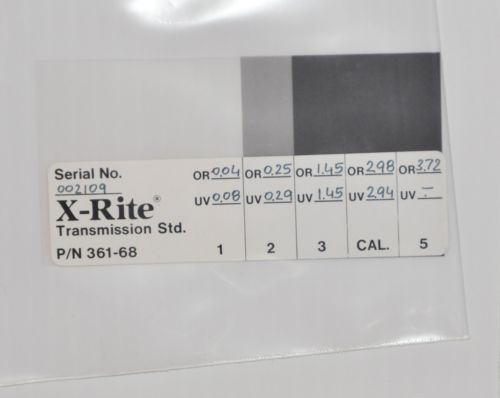 Serial No.
002109
X-Rite®
Transmission Std.
P/N 361-68
OR 0.04 OR 0.25 OR 1.45 OR 2.98 OR 3.72
UV 0.08 UV 0.29 UV 1.45 UV 2.94 UV -
1 2 3 CAL. 5